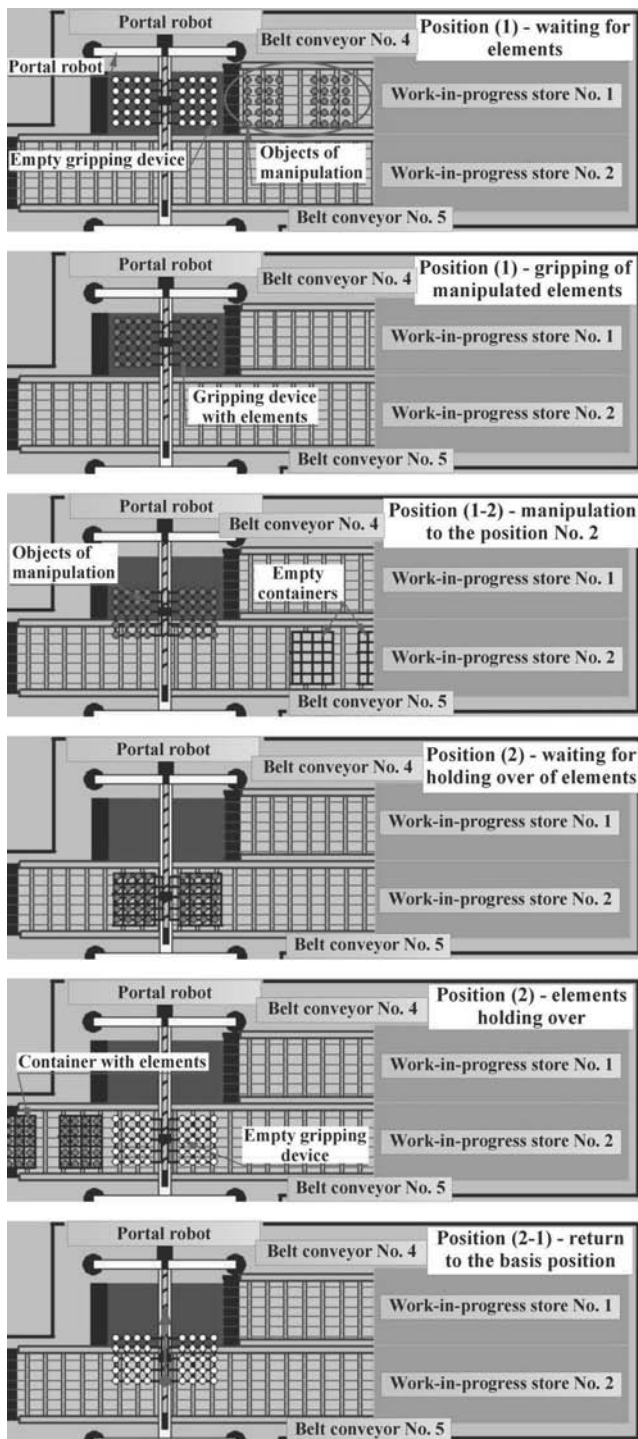 Portal robot
Belt conveyor No. 4
Position (1) - waiting for
elements
Portal robot
Work-in-progress store No. 1
Empty gripping device
Objects of
manipulation
Work-in-progress store No. 2
Belt conveyor No. 5
Portal robot
Belt conveyor No. 4
Position (1) - gripping of
manipulated elements
Work-in-progress store No. 1
Gripping device
with elements
Work-in-progress store No. 2
Belt conveyor No. 5
Portal robot
Belt conveyor No. 4
Position (1-2) - manipulation
to the position No. 2
Objects of
manipulation
Empty
containers
Work-in-progress store No. 1
Work-in-progress store No. 2
Belt conveyor No. 5
Portal robot
Belt conveyor No. 4
Position (2) - waiting for
holding over of elements
Work-in-progress store No. 1
Work-in-progress store No. 2
Belt conveyor No. 5
Portal robot
Belt conveyor No. 4
Position (2) - elements
holding over
Container with elements
Work-in-progress store No. 1
Empty gripping
device
Work-in-progress store No. 2
Belt conveyor No. 5
Portal robot
Belt conveyor No. 4
Position (2-1) - return
to the basis position
Work-in-progress store No. 1
Work-in-progress store No. 2
Belt conveyor No. 5